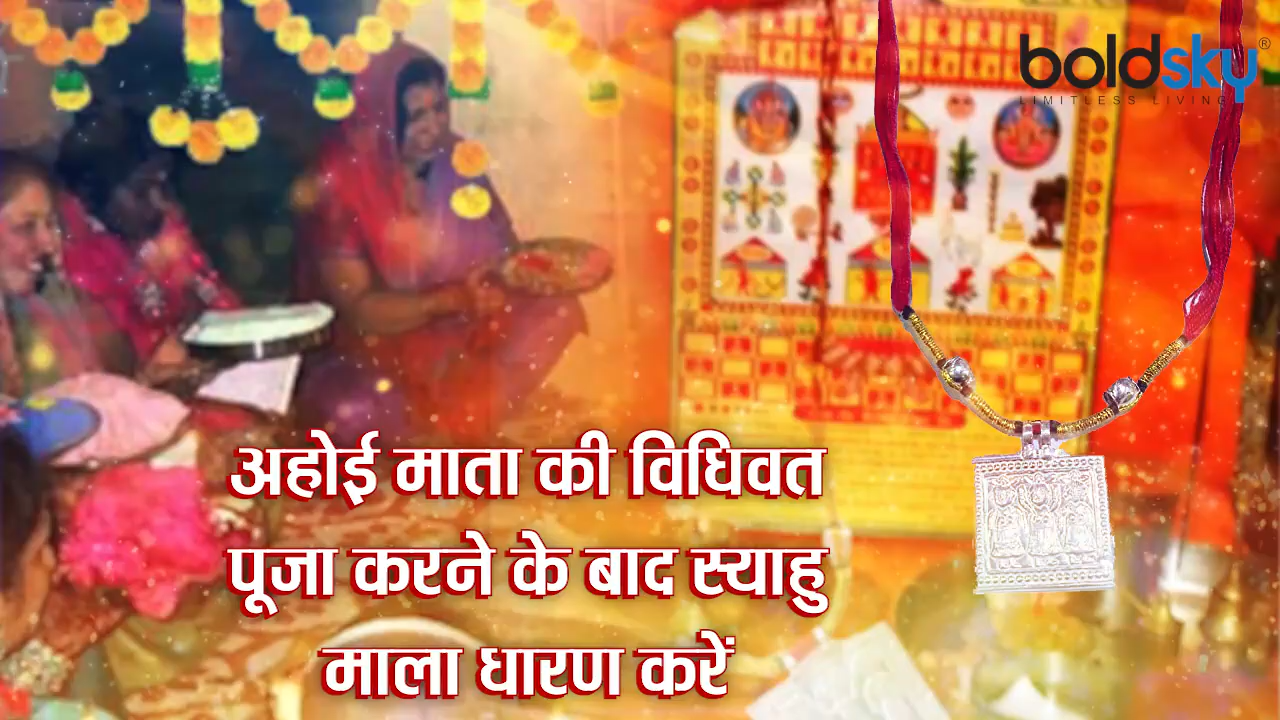 boldsky®
LIMITLESS LIVING
अहोई माता की विधिवत
पूजा करने के बाद स्याहु
माला धारण करें